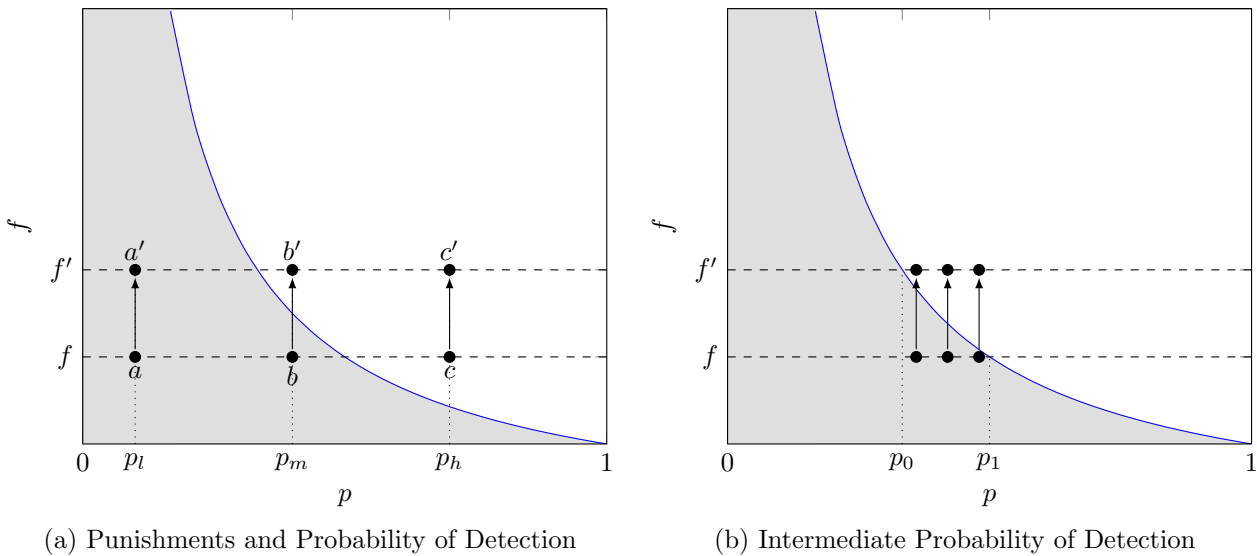 f
f′
f
a′
b′
c′
a
b
c
0
p_l
p_m
p_h
1
p
(a) Punishments and Probability of Detection
f
f′
f
0
p_0
p_1
1
p
(b) Intermediate Probability of Detection